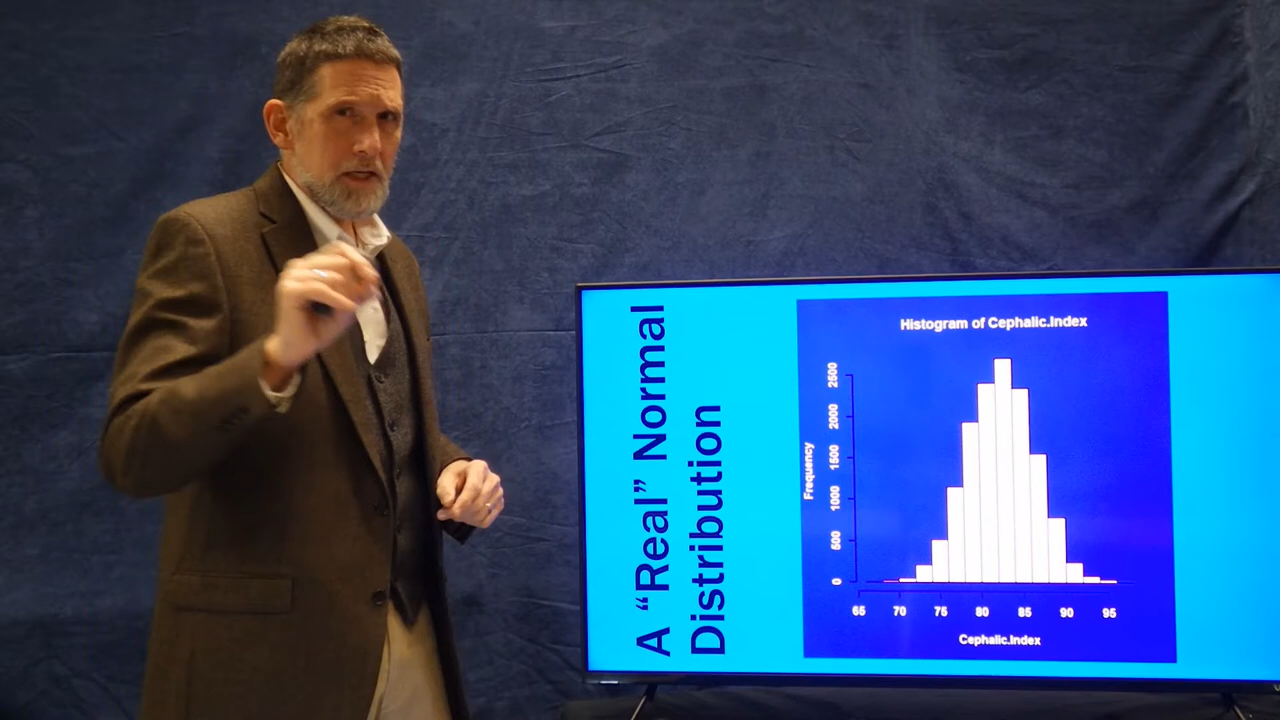 A “Real” Normal
Distribution
Histogram of Cephalic.Index
Frequency
0 500 1000 1500 2000 2500
65 70 75 80 85 90 95
Cephalic.Index